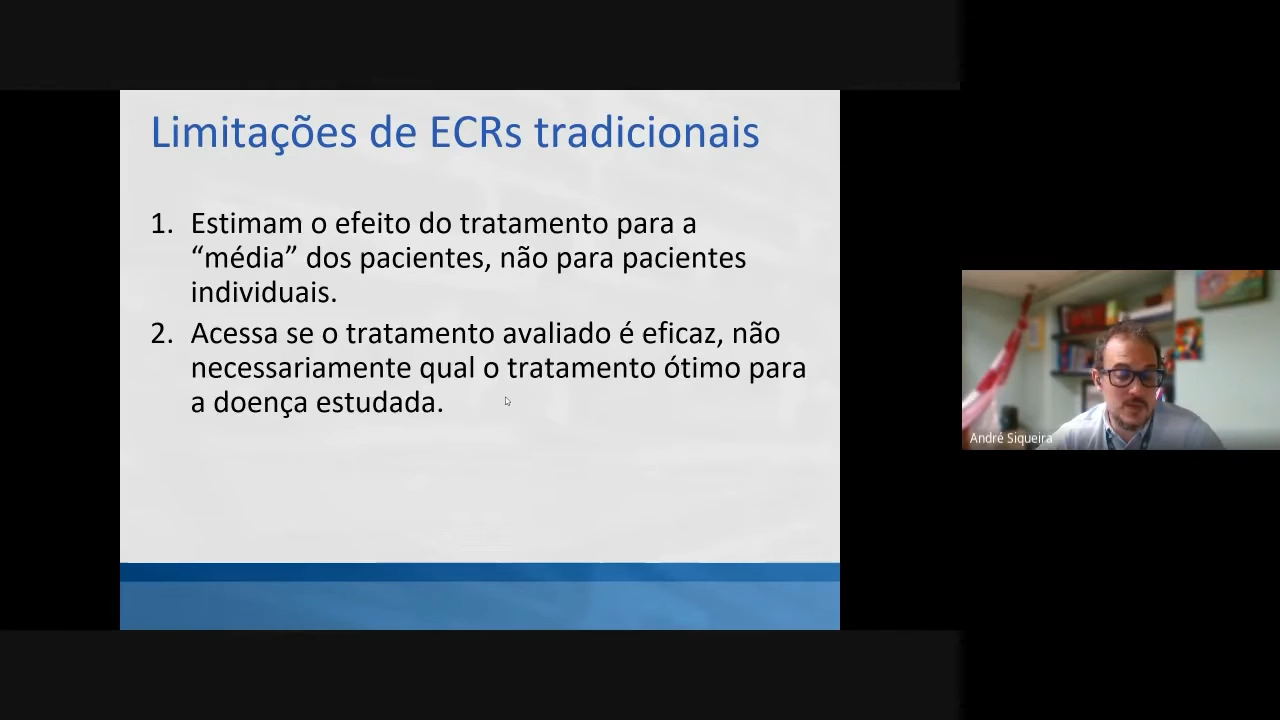 Limitações de ECRs tradicionais
1. Estimam o efeito do tratamento para a
“média” dos pacientes, não para pacientes
individuais.
2. Acessa se o tratamento avaliado é eficaz, não
necessariamente qual o tratamento ótimo para
a doença estudada.
André Siqueira